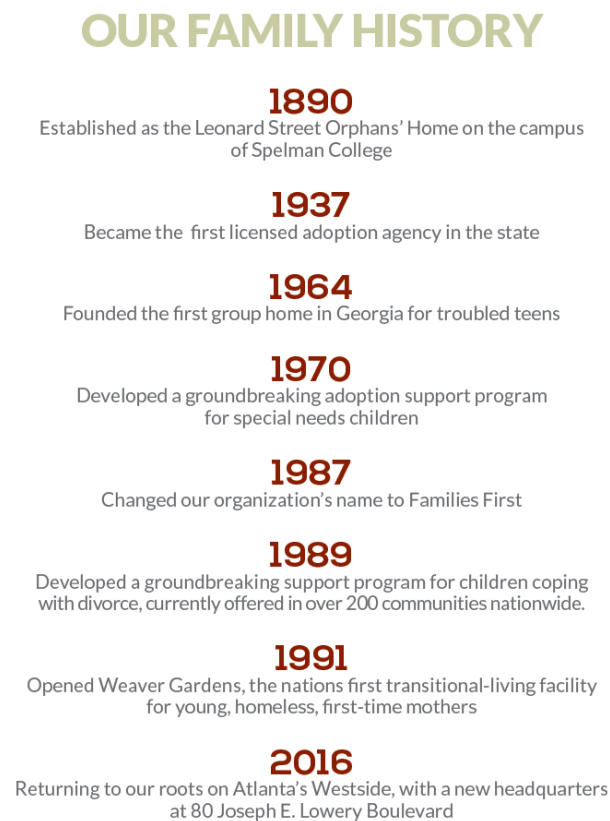 OUR FAMILY HISTORY
1890
Established as the Leonard Street Orphans’ Home on the campus
of Spelman College
1937
Became the first licensed adoption agency in the state
1964
Founded the first group home in Georgia for troubled teens
1970
Developed a groundbreaking adoption support program
for special needs children
1987
Changed our organization’s name to Families First
1989
Developed a groundbreaking support program for children coping
with divorce, currently offered in over 200 communities nationwide.
1991
Opened Weaver Gardens, the nations first transitional-living facility
for young, homeless, first-time mothers
2016
Returning to our roots on Atlanta’s Westside, with a new headquarters
at 80 Joseph E. Lowery Boulevard